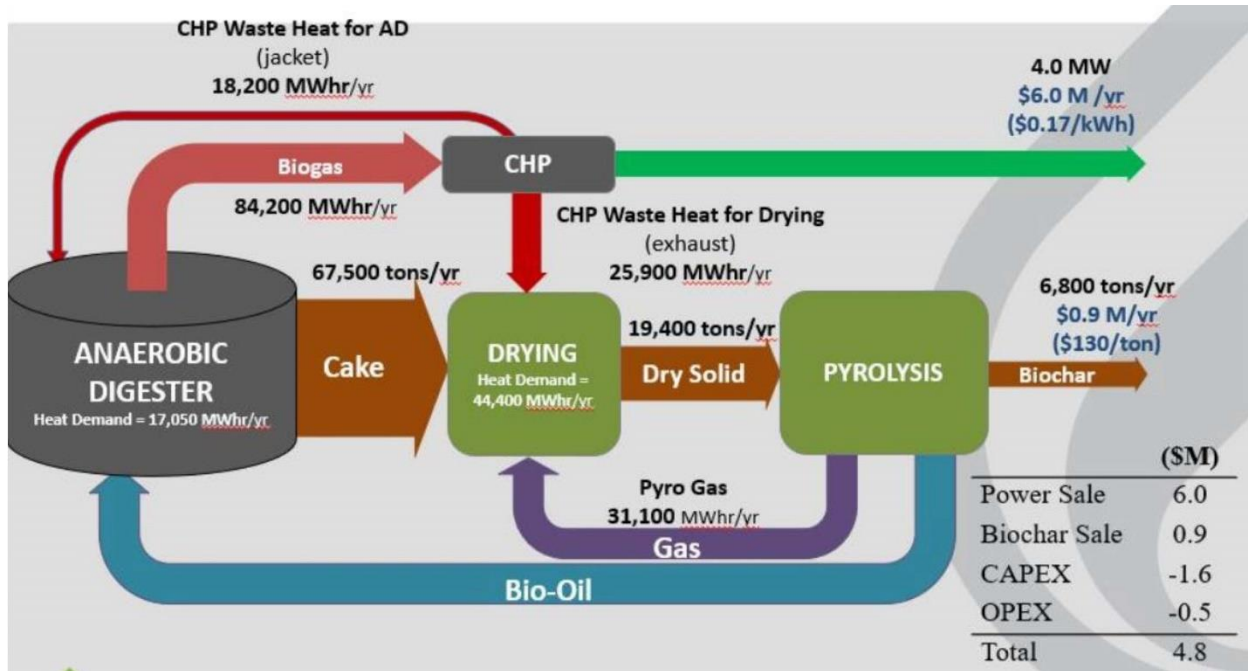 CHP Waste Heat for AD
(jacket)
18,200 MWhr/yr
4.0 MW
$6.0 M /yr
($0.17/kWh)
Biogas
CHP
84,200 MWhr/yr
CHP Waste Heat for Drying
(exhaust)
25,900 MWhr/yr
67,500 tons/yr
6,800 tons/yr
$0.9 M/yr
($130/ton)
ANAEROBIC
DIGESTER
Heat Demand = 17,050 MWhr/yr
Cake
DRYING
Heat Demand =
44,400 MWhr/yr
19,400 tons/yr
Dry Solid
PYROLYSIS
Biochar
Pyro Gas
31,100 MWhr/yr
Gas
Bio-Oil
($M)
Power Sale 6.0
Biochar Sale 0.9
CAPEX -1.6
OPEX -0.5
Total 4.8